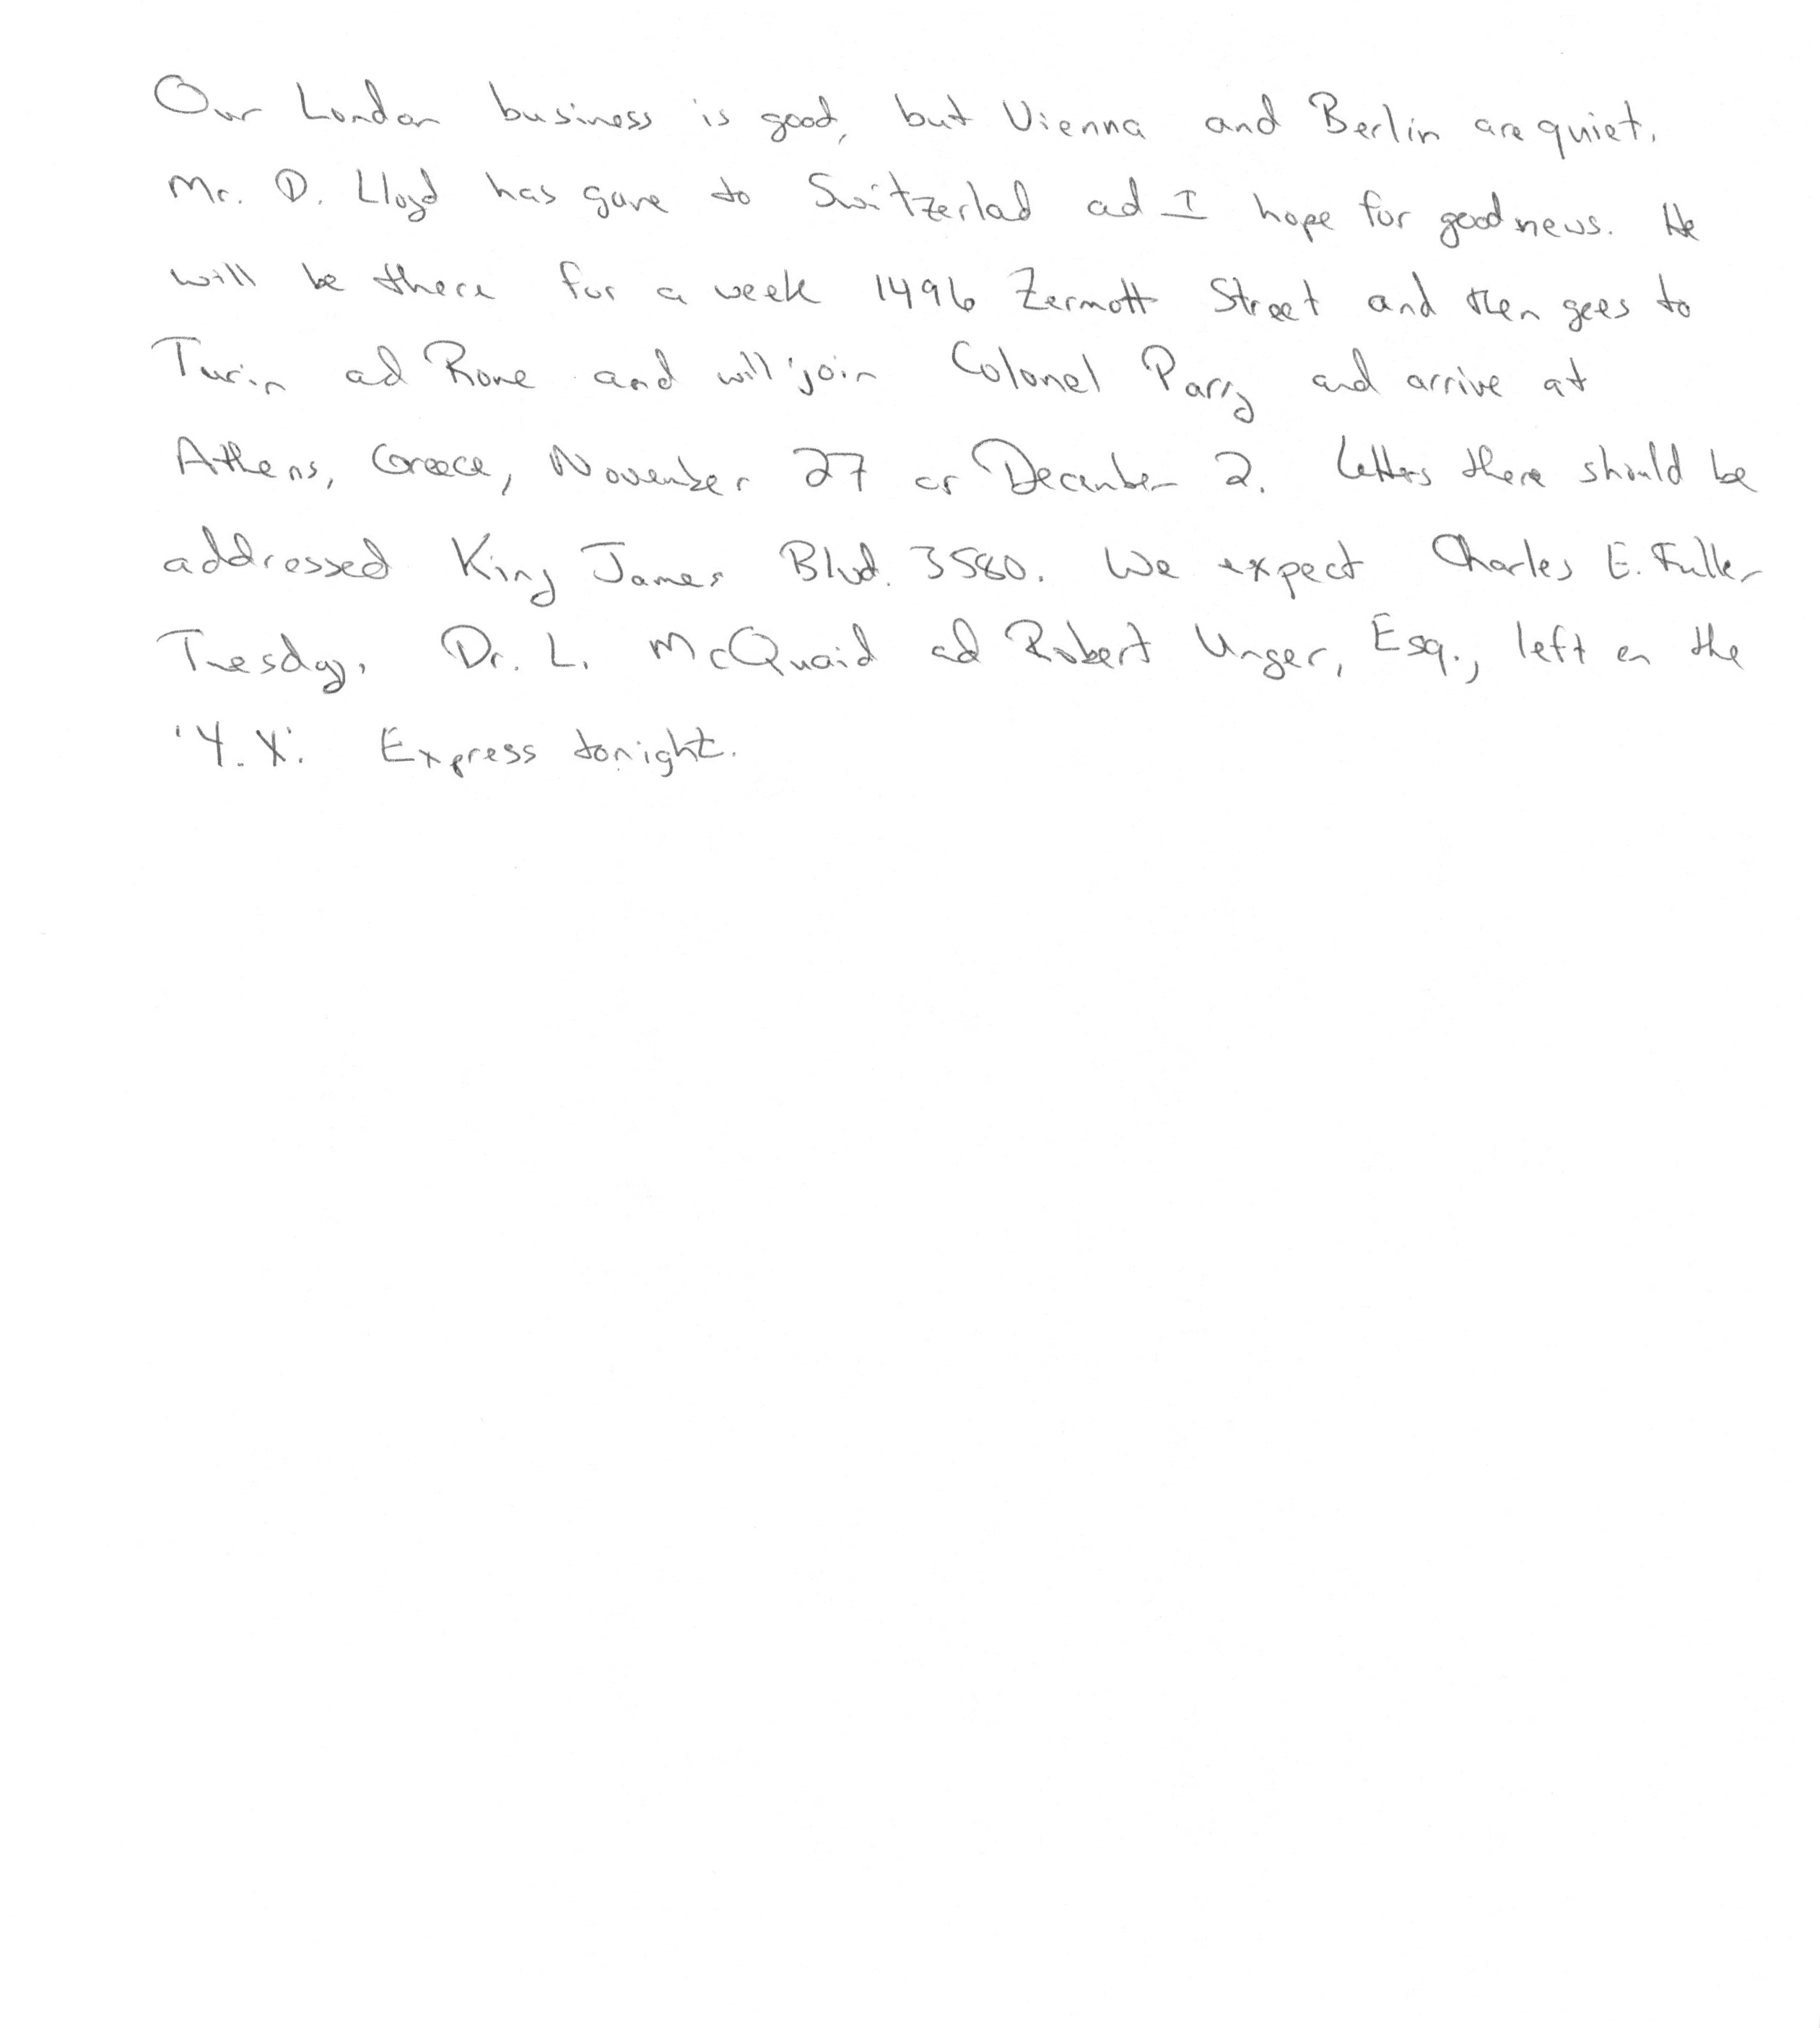 Our London business is good, but Vienna and Berlin are quiet.
Mr. D. Lloyd has gone to Switzerlad ad I hope for good news. He
will be there for a week 1496 Zermott Street and then goes to
Turin ad Rome and will join Colonel Parry and arrive at
Athens, Greece, November 27 or December 2. Letters there should be
addressed King James Blvd. 3580. We expect Charles E. Fuller
Tuesday. Dr. L. McQuaid ad Robert Unger, Esq., left on the
'Y.X.' Express tonight.